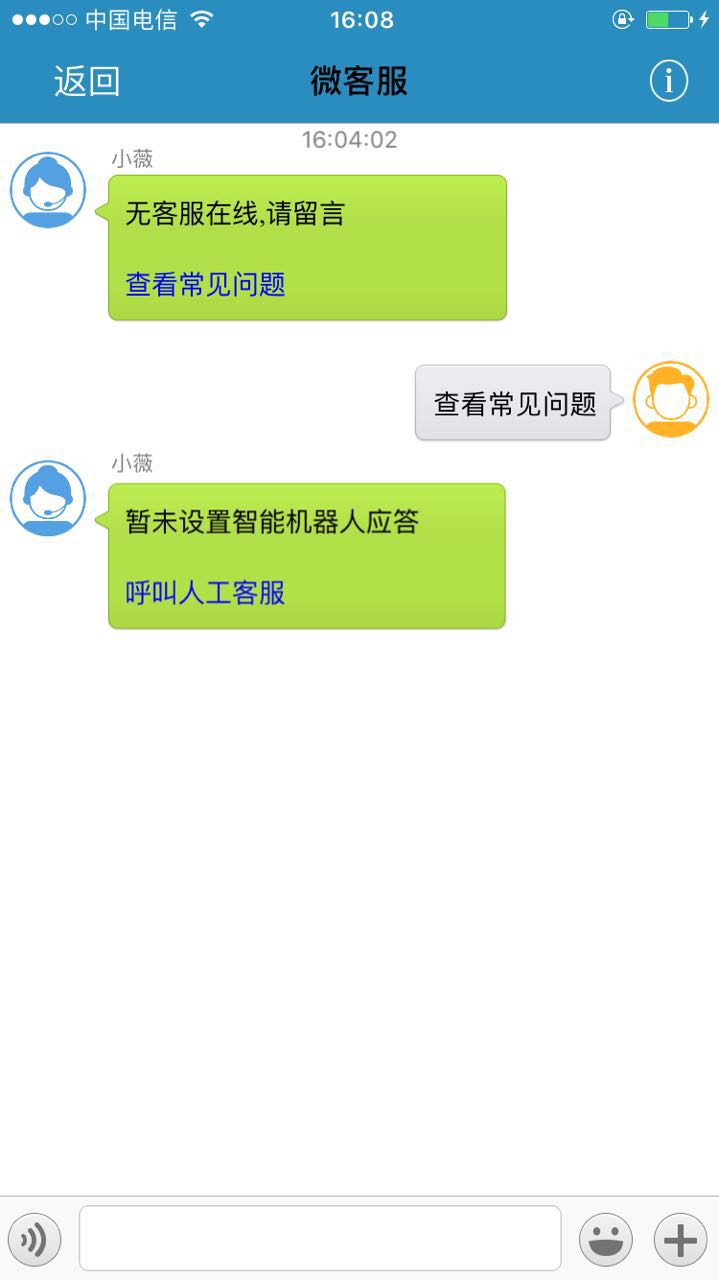 中国电信 16:08
返回 微客服
16:04:02
小薇
无客服在线,请留言
查看常见问题
查看常见问题
小薇
暂未设置智能机器人应答
呼叫人工客服